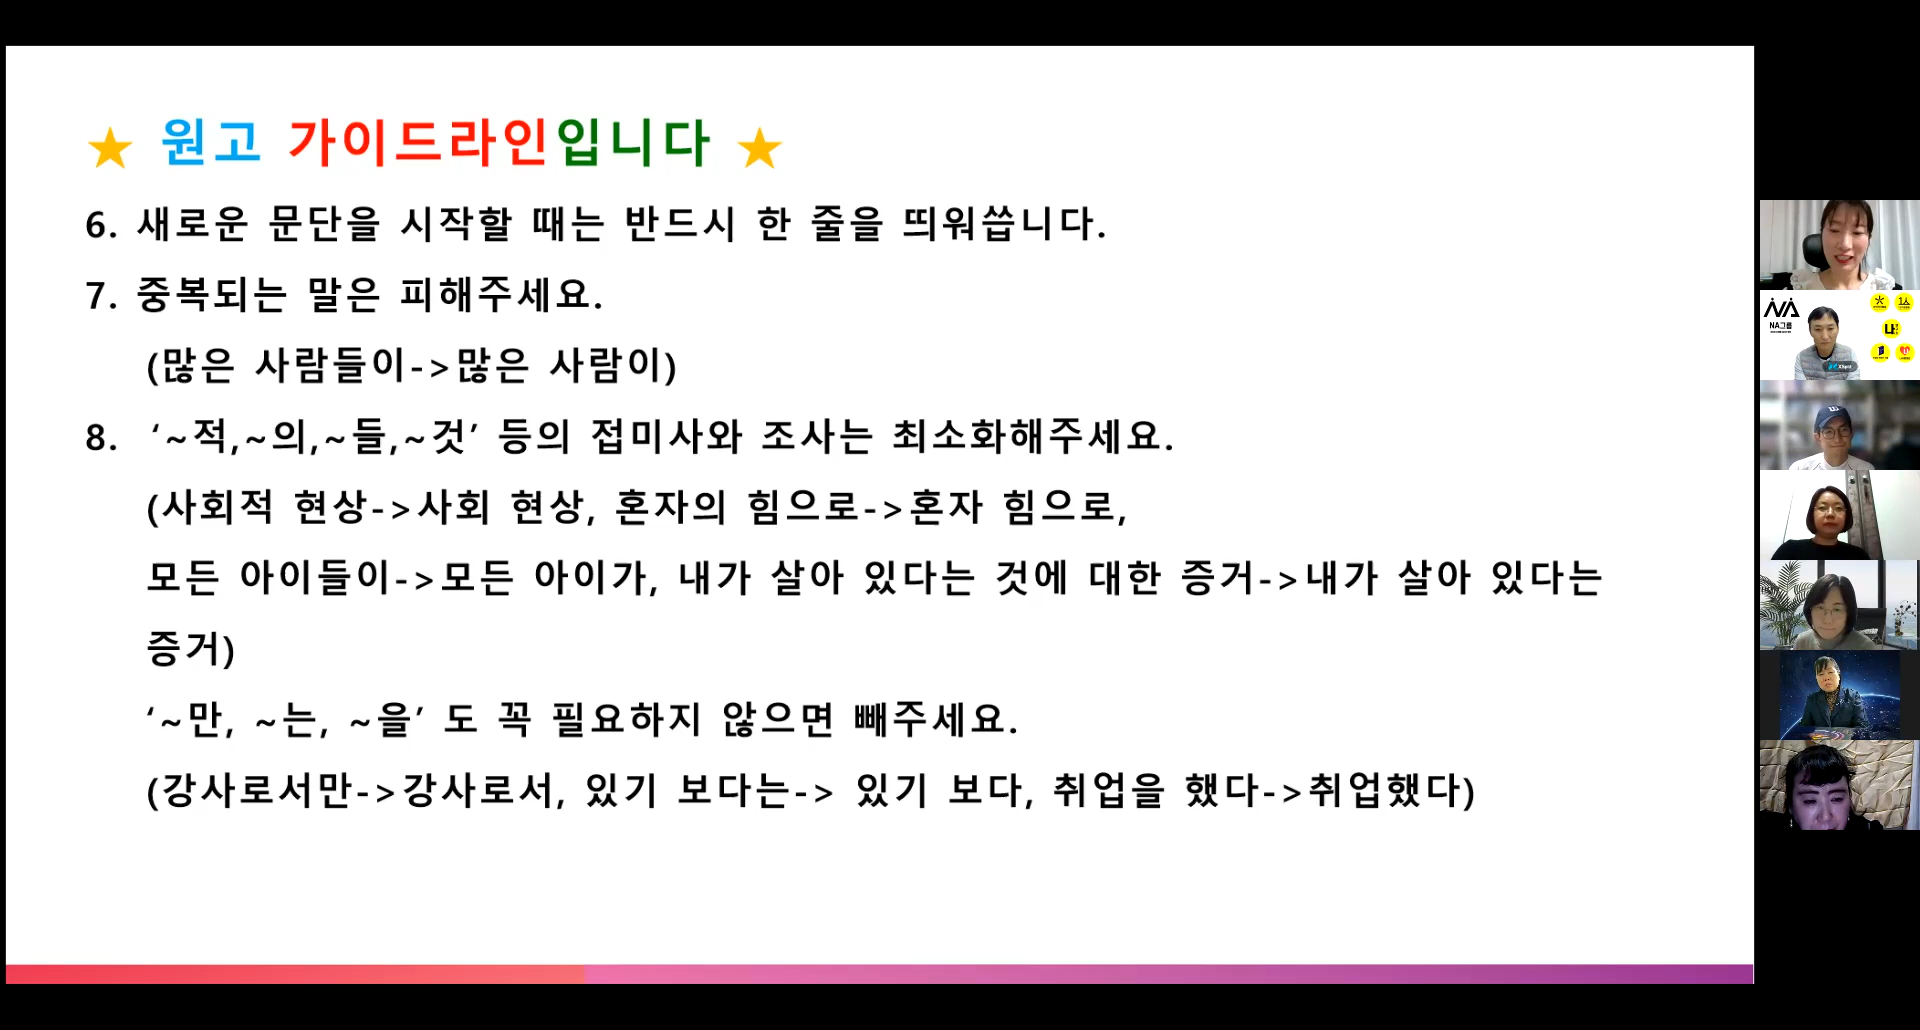 ★ 원고 가이드라인입니다 ★
6. 새로운 문단을 시작할 때는 반드시 한 줄을 띄워씁니다.
7. 중복되는 말은 피해주세요.
(많은 사람들이->많은 사람이)
8. ‘~적,~의,~들,~것’ 등의 접미사와 조사는 최소화해주세요.
(사회적 현상->사회 현상, 혼자의 힘으로->혼자 힘으로,
모든 아이들이->모든 아이가, 내가 살아 있다는 것에 대한 증거->내가 살아 있다는
증거)
‘~만, ~는, ~을’ 도 꼭 필요하지 않으면 빼주세요.
(강사로서만->강사로서, 있기 보다는-> 있기 보다, 취업을 했다->취업했다)
NA
NA그룹